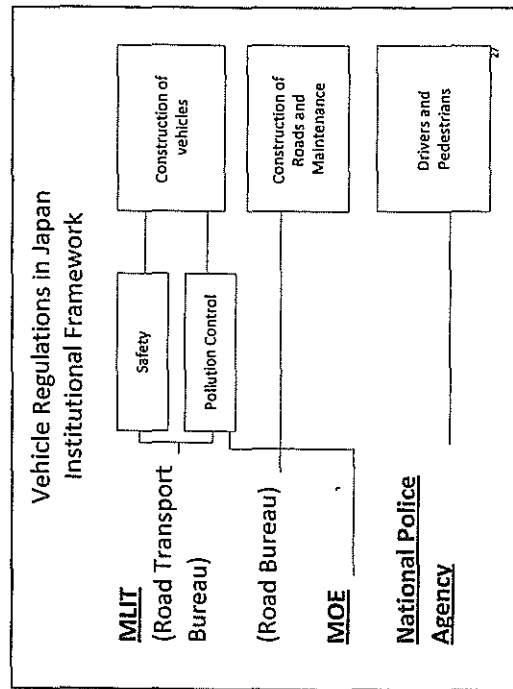 Vehicle Regulations in Japan
Institutional Framework
MLIT
(Road Transport
Bureau)
Safety
Pollution Control
Construction of
vehicles
(Road Bureau)
Construction of
Roads and
Maintenance
MOE
National Police
Agency
Drivers and
Pedestrians
27